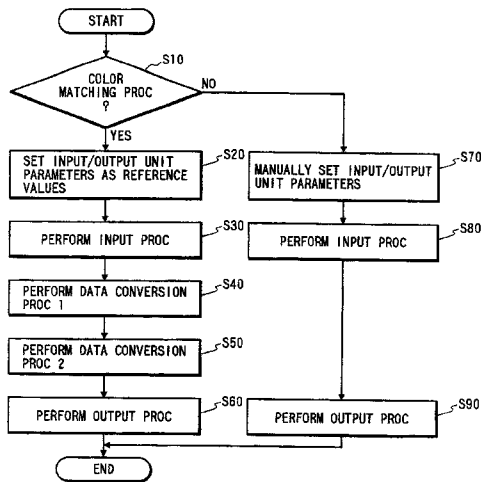 START
S10
COLOR
MATCHING PROC
?
NO
YES
SET INPUT/OUTPUT UNIT
PARAMETERS AS REFERENCE
VALUES
S20
MANUALLY SET INPUT/OUTPUT
UNIT PARAMETERS
S70
PERFORM INPUT PROC
S30
PERFORM INPUT PROC
S80
PERFORM DATA CONVERSION
PROC 1
S40
PERFORM DATA CONVERSION
PROC 2
S50
PERFORM OUTPUT PROC
S60
PERFORM OUTPUT PROC
S90
END